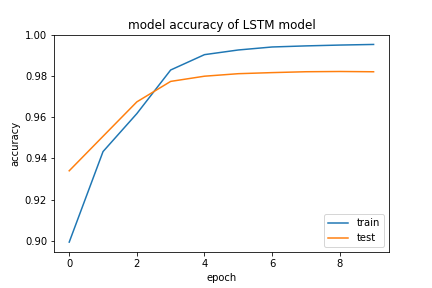 model accuracy of LSTM model
1.00
0.98
0.96
0.94
0.92
0.90
accuracy
0 2 4 6 8
epoch
train
test